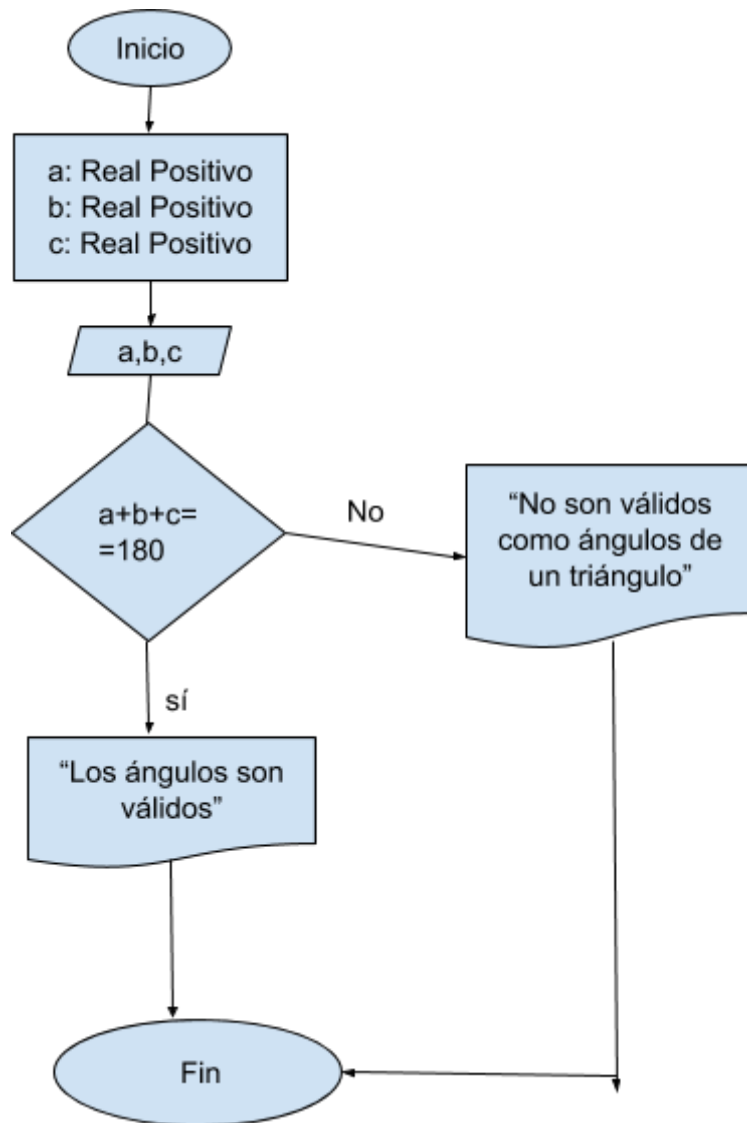 Inicio
a: Real Positivo
b: Real Positivo
c: Real Positivo
a,b,c
a+b+c=
=180
No
“No son válidos
como ángulos de
un triángulo”
sí
“Los ángulos son
válidos”
Fin